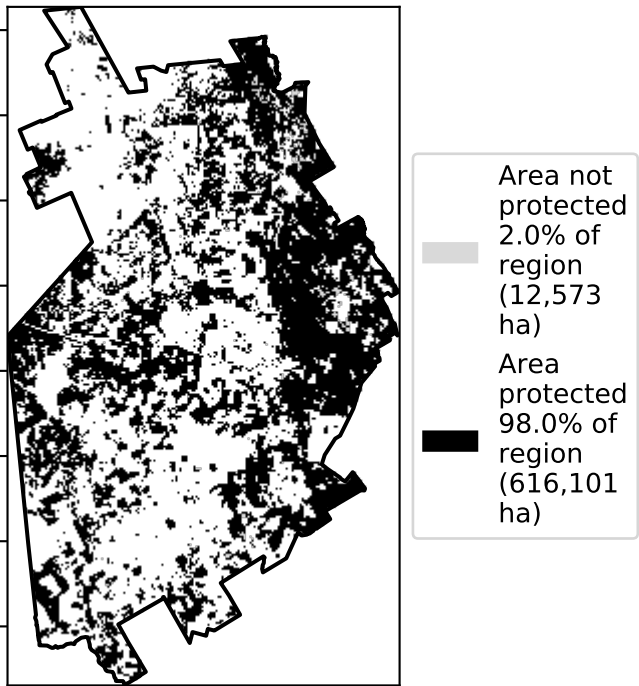 Area not
protected
2.0% of
region
(12,573
ha)
Area
protected
98.0% of
region
(616,101
ha)